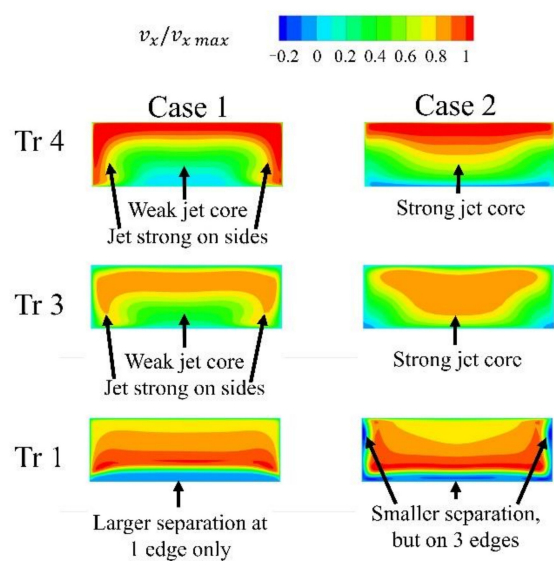 v_x/v_{x max}
−0.2 0 0.2 0.4 0.6 0.8 1
Case 1 Case 2
Tr 4
Weak jet core
Jet strong on sides
Strong jet core
Tr 3
Weak jet core
Jet strong on sides
Strong jet core
Tr 1
Larger separation at
1 edge only
Smaller separation,
but on 3 edges